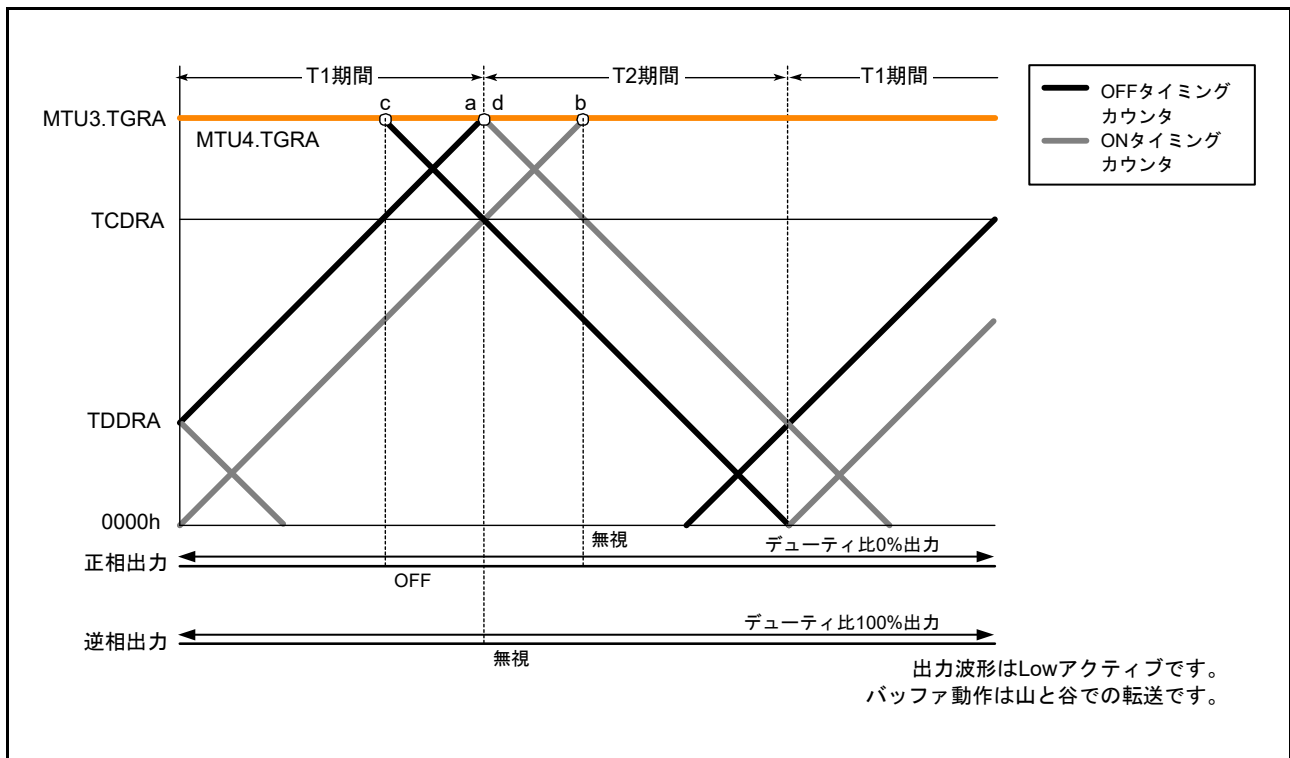 T1期間
T2期間
T1期間
c
a
d
b
MTU3.TGRA
MTU4.TGRA
OFFタイミング
カウンタ
ONタイミング
カウンタ
TCDRA
TDDRA
0000h
無視
デューティ比0%出力
正相出力
OFF
デューティ比100%出力
逆相出力
無視
出力波形はLowアクティブです。
バッファ動作は山と谷での転送です。